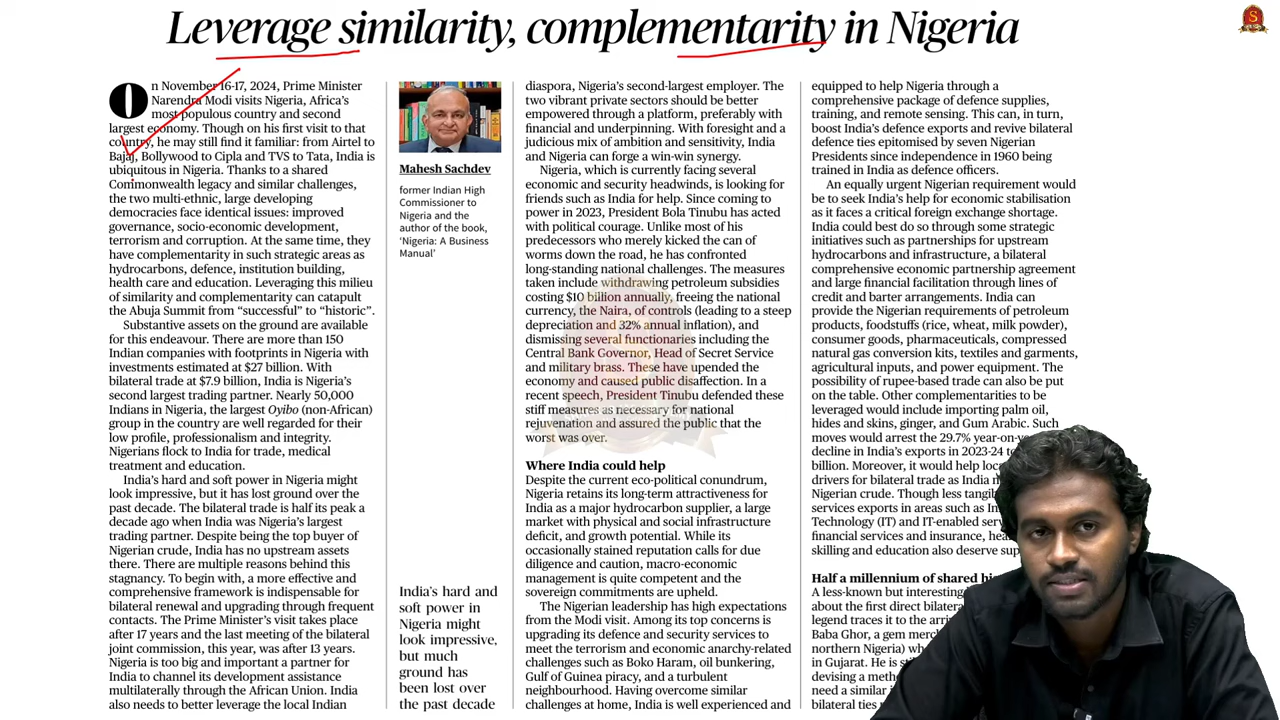 Leverage similarity, complementarity in Nigeria
On November 16-17, 2024, Prime Minister
Narendra Modi visits Nigeria, Africa's
most populous country and second
largest economy. Though on his first visit to that
country, he may still find it familiar: from Airtel to
Bajaj, Bollywood to Cipla and TVS to Tata, India is
ubiquitous in Nigeria. Thanks to a shared
Commonwealth legacy and similar challenges,
the two multi-ethnic, large developing
democracies face identical issues: improved
governance, socio-economic development,
terrorism and corruption. At the same time, they
have complementarity in such strategic areas as
hydrocarbons, defence, institution building,
health care and education. Leveraging this milieu
of similarity and complementarity can catapult
the Abuja Summit from “successful” to “historic”.
Substantive assets on the ground are available
for this endeavour. There are more than 150
Indian companies with footprints in Nigeria with
investments estimated at $27 billion. With
bilateral trade at $7.9 billion, India is Nigeria's
second largest trading partner. Nearly 50,000
Indians in Nigeria, the largest Oyibo (non-African)
group in the country are well regarded for their
low profile, professionalism and integrity.
Nigerians flock to India for trade, medical
treatment and education.
India's hard and soft power in Nigeria might
look impressive, but it has lost ground over the
past decade. The bilateral trade is half its peak a
decade ago when India was Nigeria's largest
trading partner. Despite being the top buyer of
Nigerian crude, India has no upstream assets
there. There are multiple reasons behind this
stagnancy. To begin with, a more effective and
comprehensive framework is indispensable for
bilateral renewal and upgrading through frequent
contacts. The Prime Minister's visit takes place
after 17 years and the last meeting of the bilateral
joint commission, this year, was after 13 years.
Nigeria is too big and important a partner for
India to channel its development assistance
multilaterally through the African Union. India
also needs to better leverage the local Indian
Mahesh Sachdev
former Indian High
Commissioner to
Nigeria and the
author of the book,
‘Nigeria: A Business
Manual’
India's hard and
soft power in
Nigeria might
look impressive,
but much
ground has
been lost over
the past decade
diaspora, Nigeria's second-largest employer. The
two vibrant private sectors should be better
empowered through a platform, preferably with
financial and underpinning. With foresight and a
judicious mix of ambition and sensitivity, India
and Nigeria can forge a win-win synergy.
Nigeria, which is currently facing several
economic and security headwinds, is looking for
friends such as India for help. Since coming to
power in 2023, President Bola Tinubu has acted
with political courage. Unlike most of his
predecessors who merely kicked the can of
worms down the road, he has confronted
long-standing national challenges. The measures
taken include withdrawing petroleum subsidies
costing $10 billion annually, freeing the national
currency, the Naira, of controls (leading to a steep
depreciation and 32% annual inflation), and
dismissing several functionaries including the
Central Bank Governor, Head of Secret Service
and military brass. These have upended the
economy and caused public disaffection. In a
recent speech, President Tinubu defended these
stiff measures as necessary for national
rejuvenation and assured the public that the
worst was over.
Where India could help
Despite the current eco-political conundrum,
Nigeria retains its long-term attractiveness for
India as a major hydrocarbon supplier, a large
market with physical and social infrastructure
deficit, and growth potential. While its
occasionally stained reputation calls for due
diligence and caution, macro-economic
management is quite competent and the
sovereign commitments are upheld.
The Nigerian leadership has high expectations
from the Modi visit. Among its top concerns is
upgrading its defence and security services to
meet the terrorism and economic anarchy-related
challenges such as Boko Haram, oil bunkering,
Gulf of Guinea piracy, and a turbulent
neighbourhood. Having overcome similar
challenges at home, India is well experienced and
equipped to help Nigeria through a
comprehensive package of defence supplies,
training, and remote sensing. This can, in turn,
boost India's defence exports and revive bilateral
defence ties epitomised by seven Nigerian
Presidents since independence in 1960 being
trained in India as defence officers.
An equally urgent Nigerian requirement would
be to seek India's help for economic stabilisation
as it faces a critical foreign exchange shortage.
India could best do so through some strategic
initiatives such as partnerships for upstream
hydrocarbons and infrastructure, a bilateral
comprehensive economic partnership agreement
and large financial facilitation through lines of
credit and barter arrangements. India can
provide the Nigerian requirements of petroleum
products, foodstuffs (rice, wheat, milk powder),
consumer goods, pharmaceuticals, compressed
natural gas conversion kits, textiles and garments,
agricultural inputs, and power equipment. The
possibility of rupee-based trade can also be put
on the table. Other complementarities to be
leveraged would include importing palm oil,
hides and skins, ginger, and Gum Arabic. Such
moves would arrest the 29.7% year-on-
decline in India's exports in 2023-24
billion. Moreover, it would help
drivers for bilateral trade as India
Nigerian crude. Though less
services exports in areas such as
Technology (IT) and IT-enabled
financial services and insurance,
skilling and education also deserve
Half a millennium of shared
A less-known but interesting
about the first direct
legend traces it to the
Baba Ghor, a gem
northern Nigeria)
in Gujarat. He is
devising a
need a similar
bilateral ties